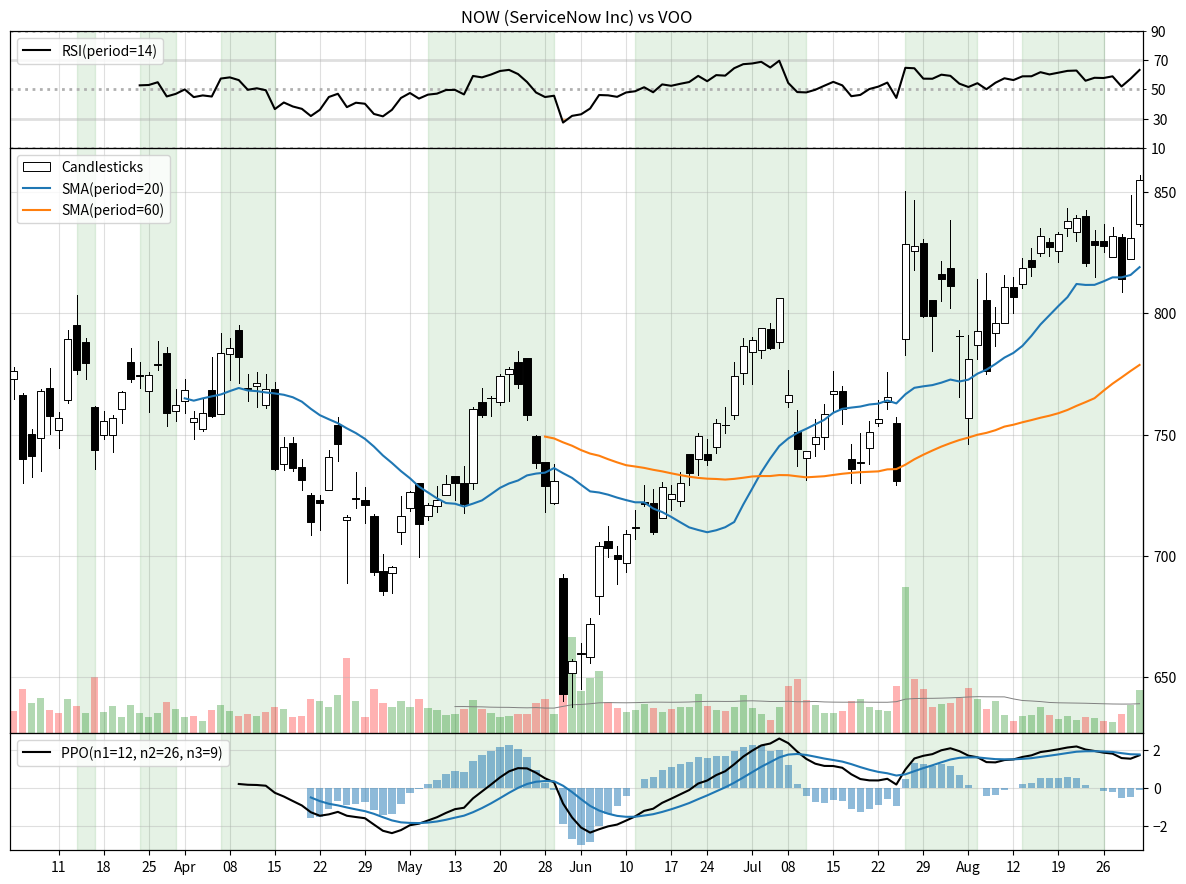 NOW (ServiceNow Inc) vs VOO
RSI(period=14)
90
70
50
30
10
Candlesticks
SMA(period=20)
SMA(period=60)
850
800
750
700
650
PPO(n1=12, n2=26, n3=9)
2
0
−2
11 18 25 Apr 08 15 22 29 May 13 20 28 Jun 10 17 24 Jul 08 15 22 29 Aug 12 19 26